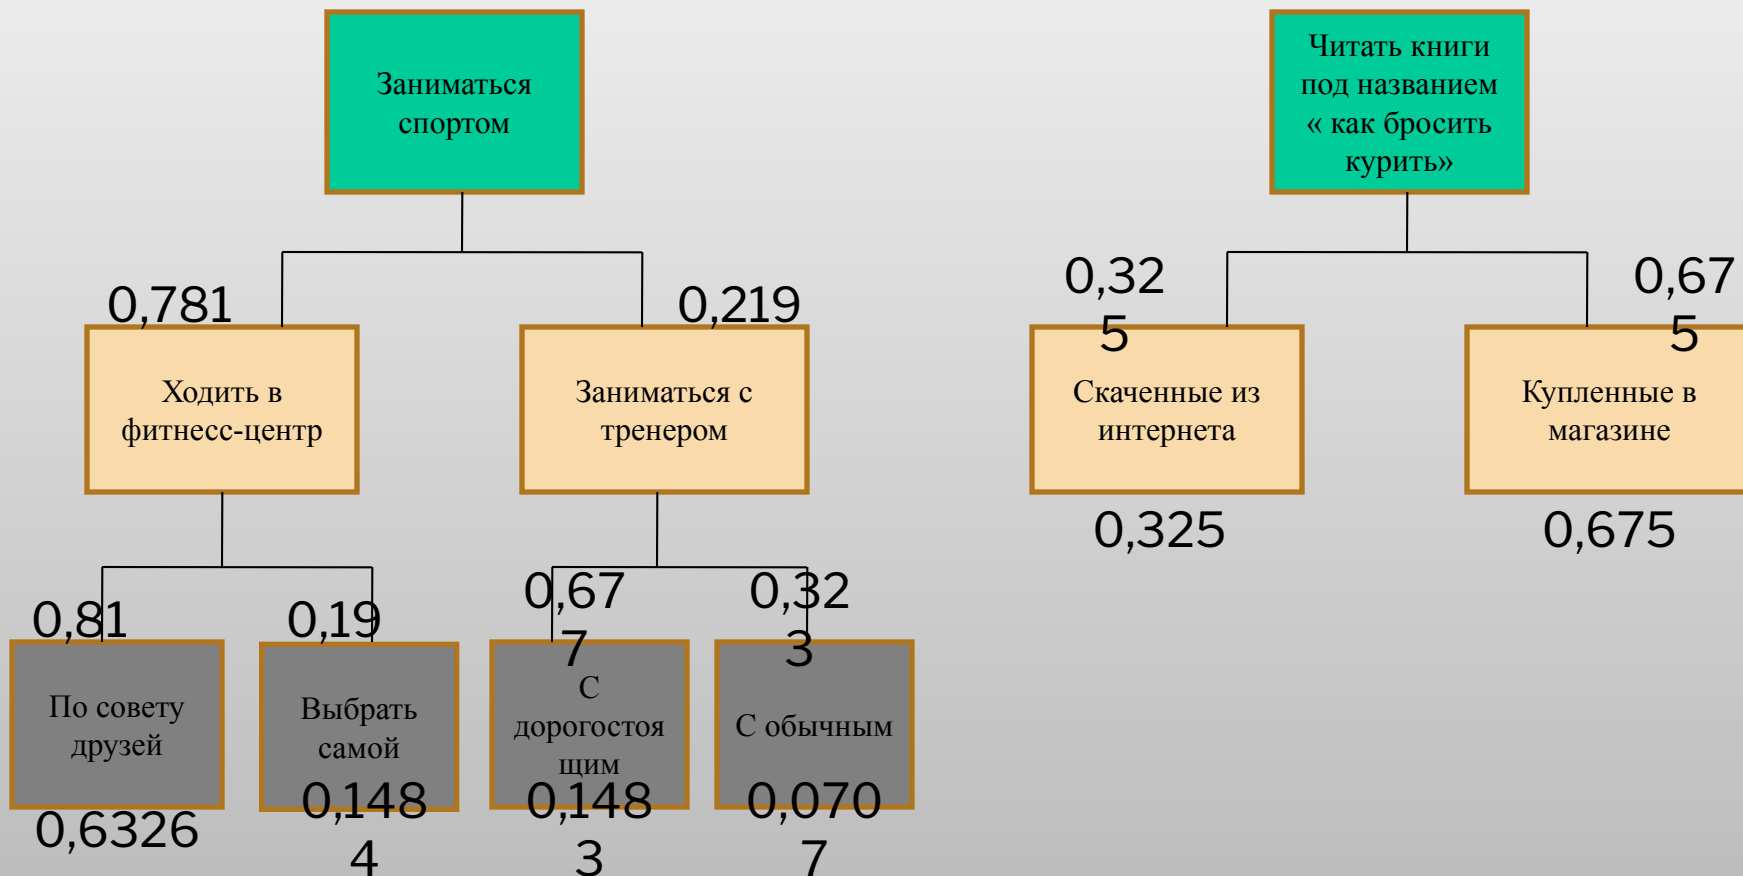 Заниматься
спортом
Читать книги
под названием
« как бросить
курить»
0,781
0,219
0,32
5
0,67
5
Ходить в
фитнесс-центр
Заниматься с
тренером
Скаченные из
интернета
Купленные в
магазине
0,325
0,675
0,81
0,19
0,67
7
0,32
3
По совету
друзей
Выбрать
самой
С
дорогостоя
щим
С обычным
0,6326
0,148
4
0,148
3
0,070
7